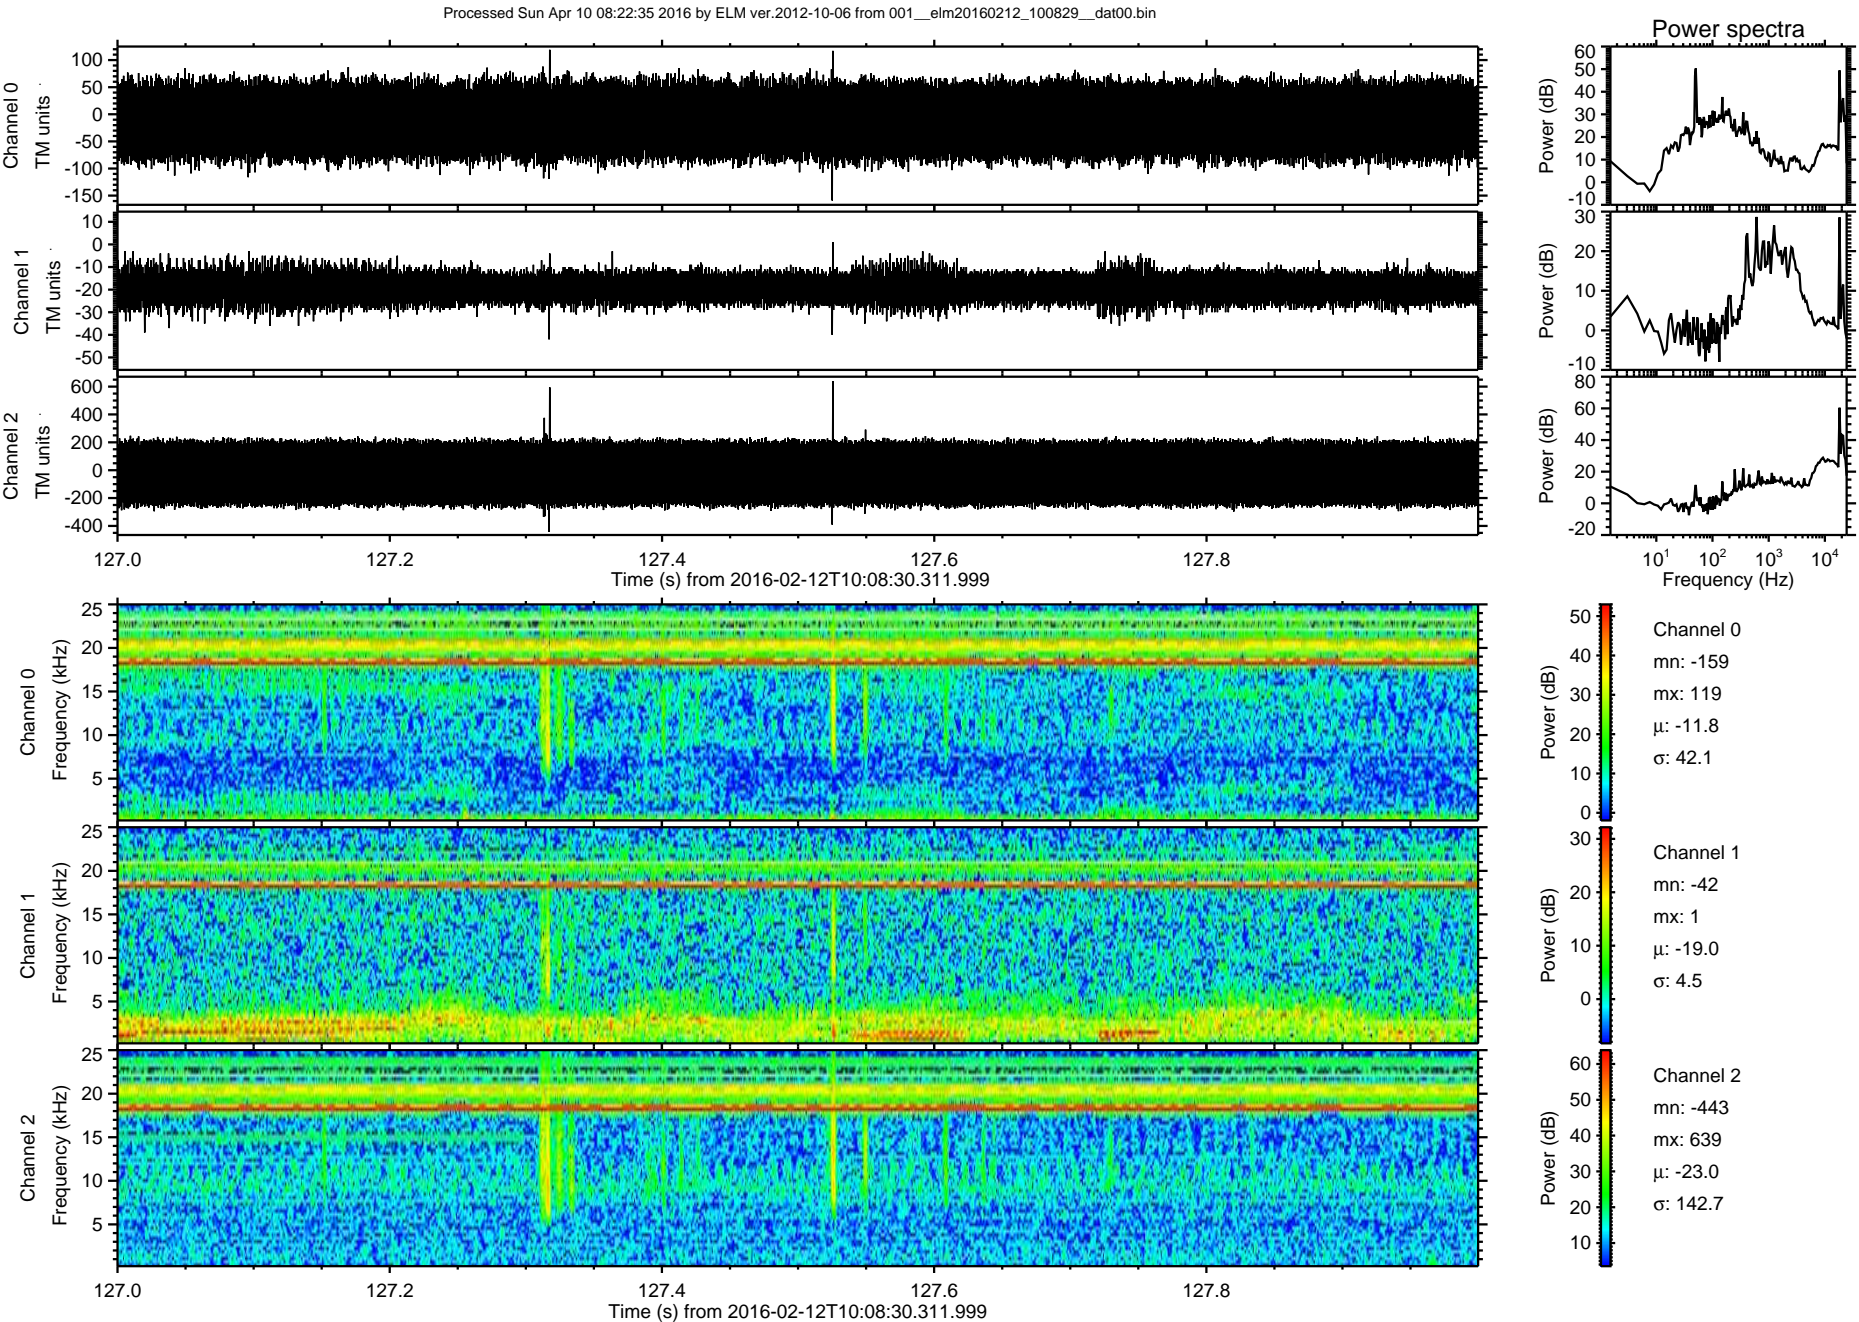 Processed Sun Apr 10 08:22:35 2016 by ELM ver.2012-10-06 from 001__elm20160212_100829__dat00.bin
Power spectra
Channel 0
TM units
100
50
0
-50
-100
-150
Power (dB)
60
50
40
30
20
10
0
-10
Channel 1
TM units
10
0
-10
-20
-30
-40
-50
Power (dB)
30
20
10
0
-10
Channel 2
TM units
600
400
200
0
-200
-400
Power (dB)
80
60
40
20
0
-20
127.0 127.2 127.4 127.6 127.8
Time (s) from 2016-02-12T10:08:30.311.999
10¹ 10² 10³ 10⁴
Frequency (Hz)
Channel 0
Frequency (kHz)
25
20
15
10
5
Power (dB)
50
40
30
20
10
0
Channel 0
mn: -159
mx: 119
μ: -11.8
σ: 42.1
Channel 1
Frequency (kHz)
25
20
15
10
5
Power (dB)
30
20
10
0
Channel 1
mn: -42
mx: 1
μ: -19.0
σ: 4.5
Channel 2
Frequency (kHz)
25
20
15
10
5
Power (dB)
60
50
40
30
20
10
Channel 2
mn: -443
mx: 639
μ: -23.0
σ: 142.7
127.0 127.2 127.4 127.6 127.8
Time (s) from 2016-02-12T10:08:30.311.999